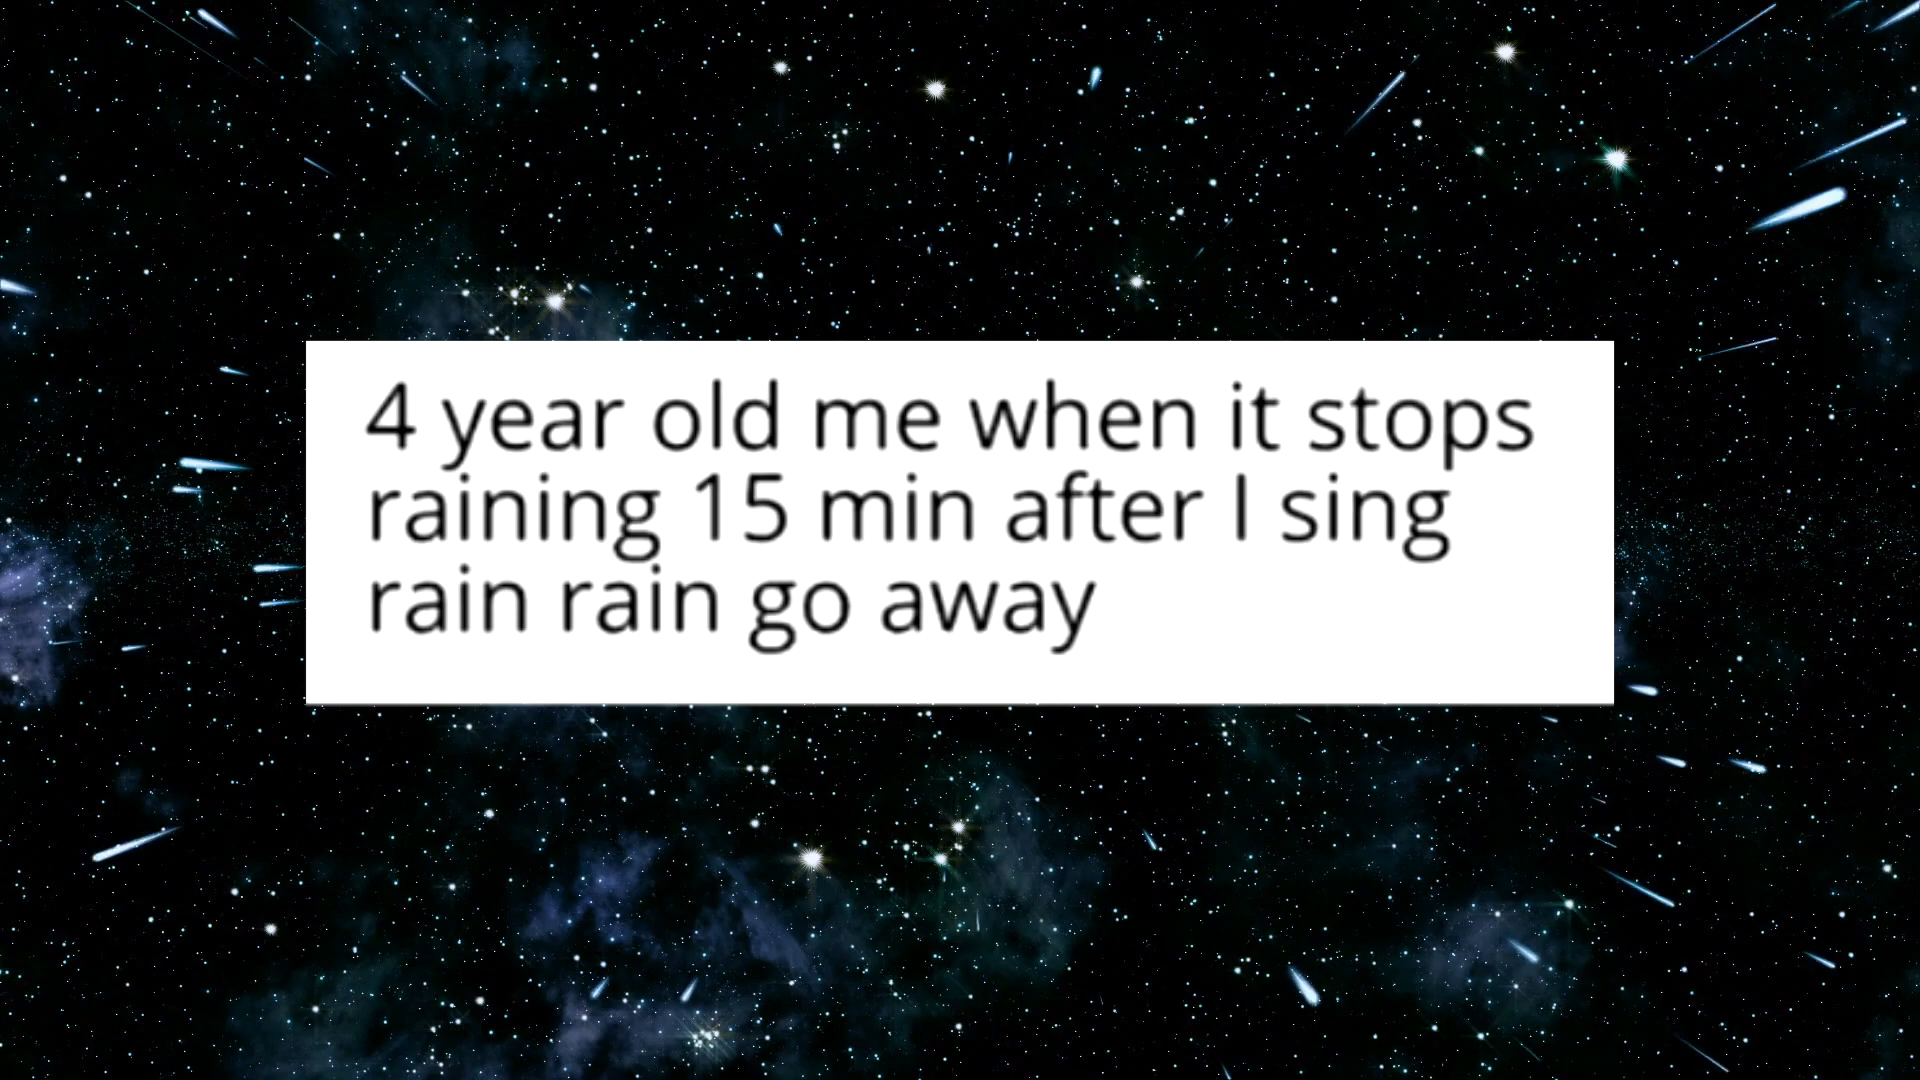 4 year old me when it stops
raining 15 min after I sing
rain rain go away